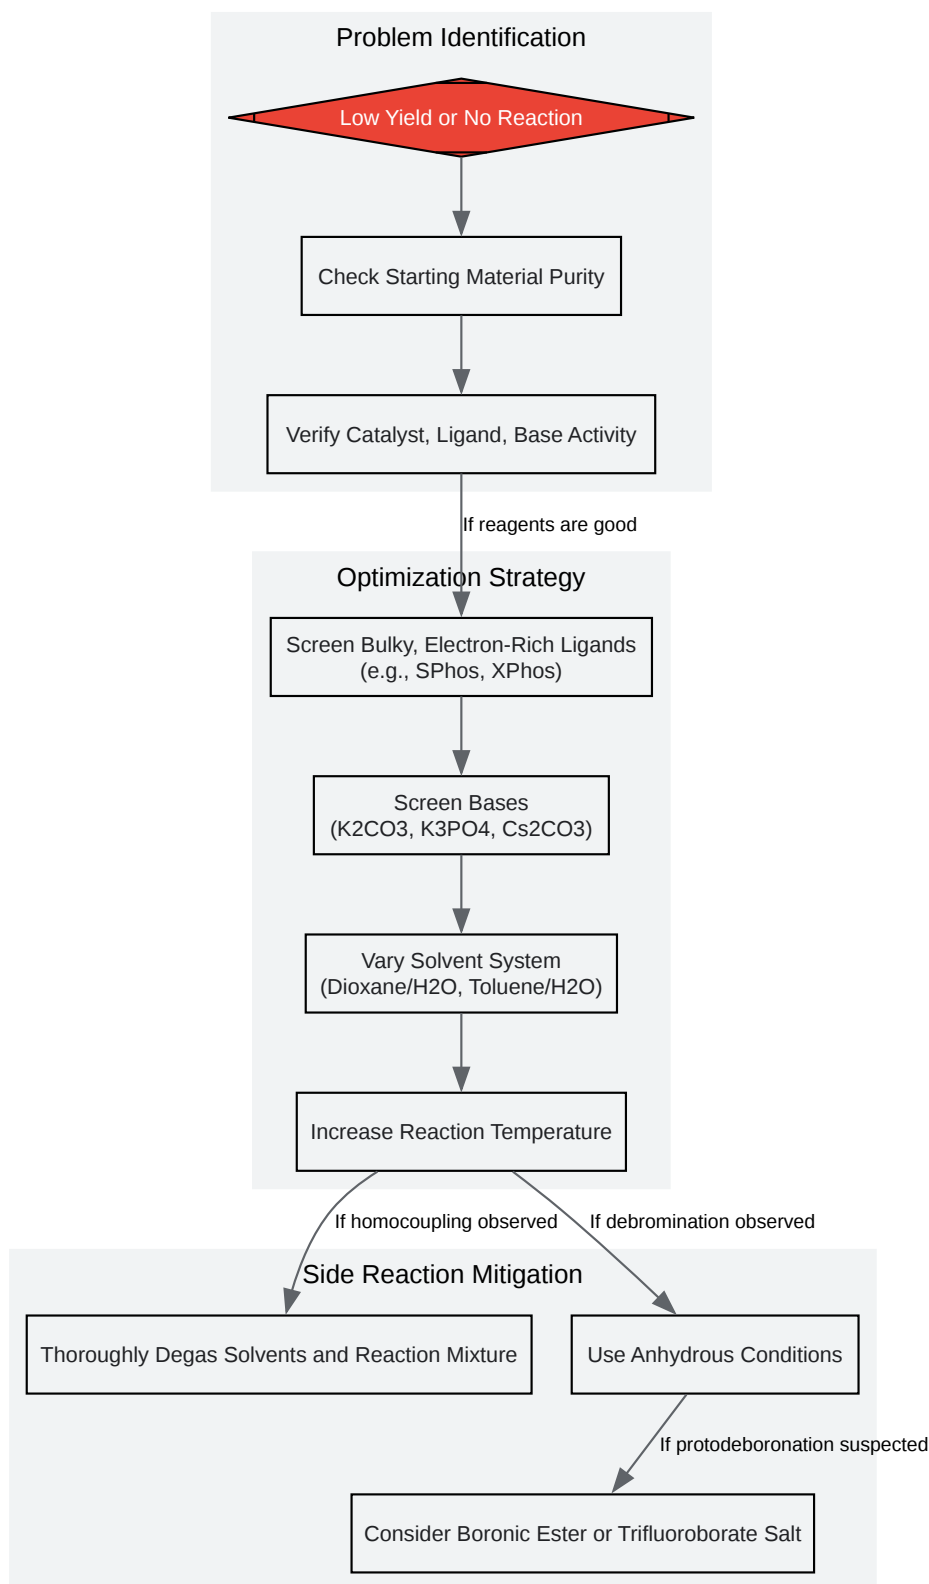 Problem Identification
Low Yield or No Reaction
Check Starting Material Purity
Verify Catalyst, Ligand, Base Activity
If reagents are good
Optimization Strategy
Screen Bulky, Electron-Rich Ligands
(e.g., SPhos, XPhos)
Screen Bases
(K2CO3, K3PO4, Cs2CO3)
Vary Solvent System
(Dioxane/H2O, Toluene/H2O)
Increase Reaction Temperature
If homocoupling observed
If debromination observed
Side Reaction Mitigation
Thoroughly Degas Solvents and Reaction Mixture
Use Anhydrous Conditions
If protodeboronation suspected
Consider Boronic Ester or Trifluoroborate Salt